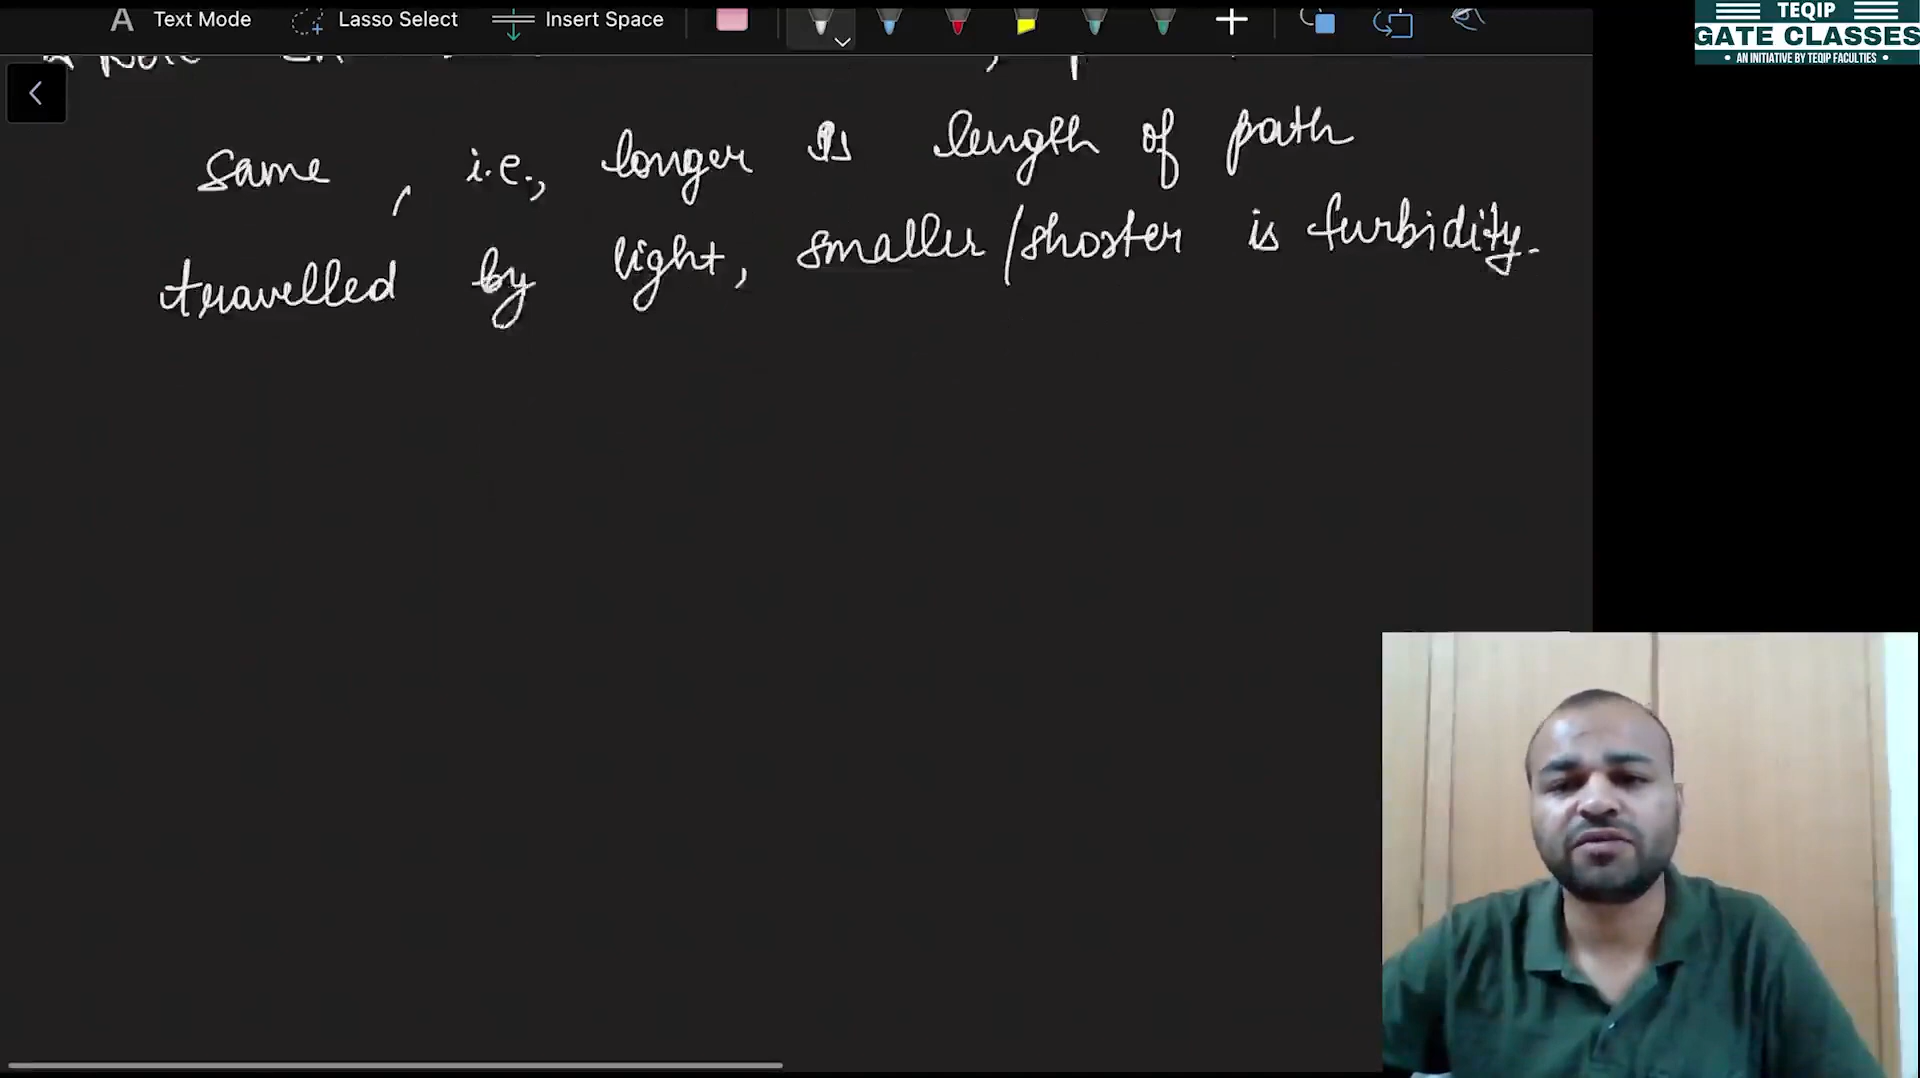 Text Mode Lasso Select Insert Space
TEQIP
GATE CLASSES
• AN INITIATIVE BY TEQIP FACULTIES •
same, i.e., longer is length of path
travelled by light, smaller/shorter is turbidity.